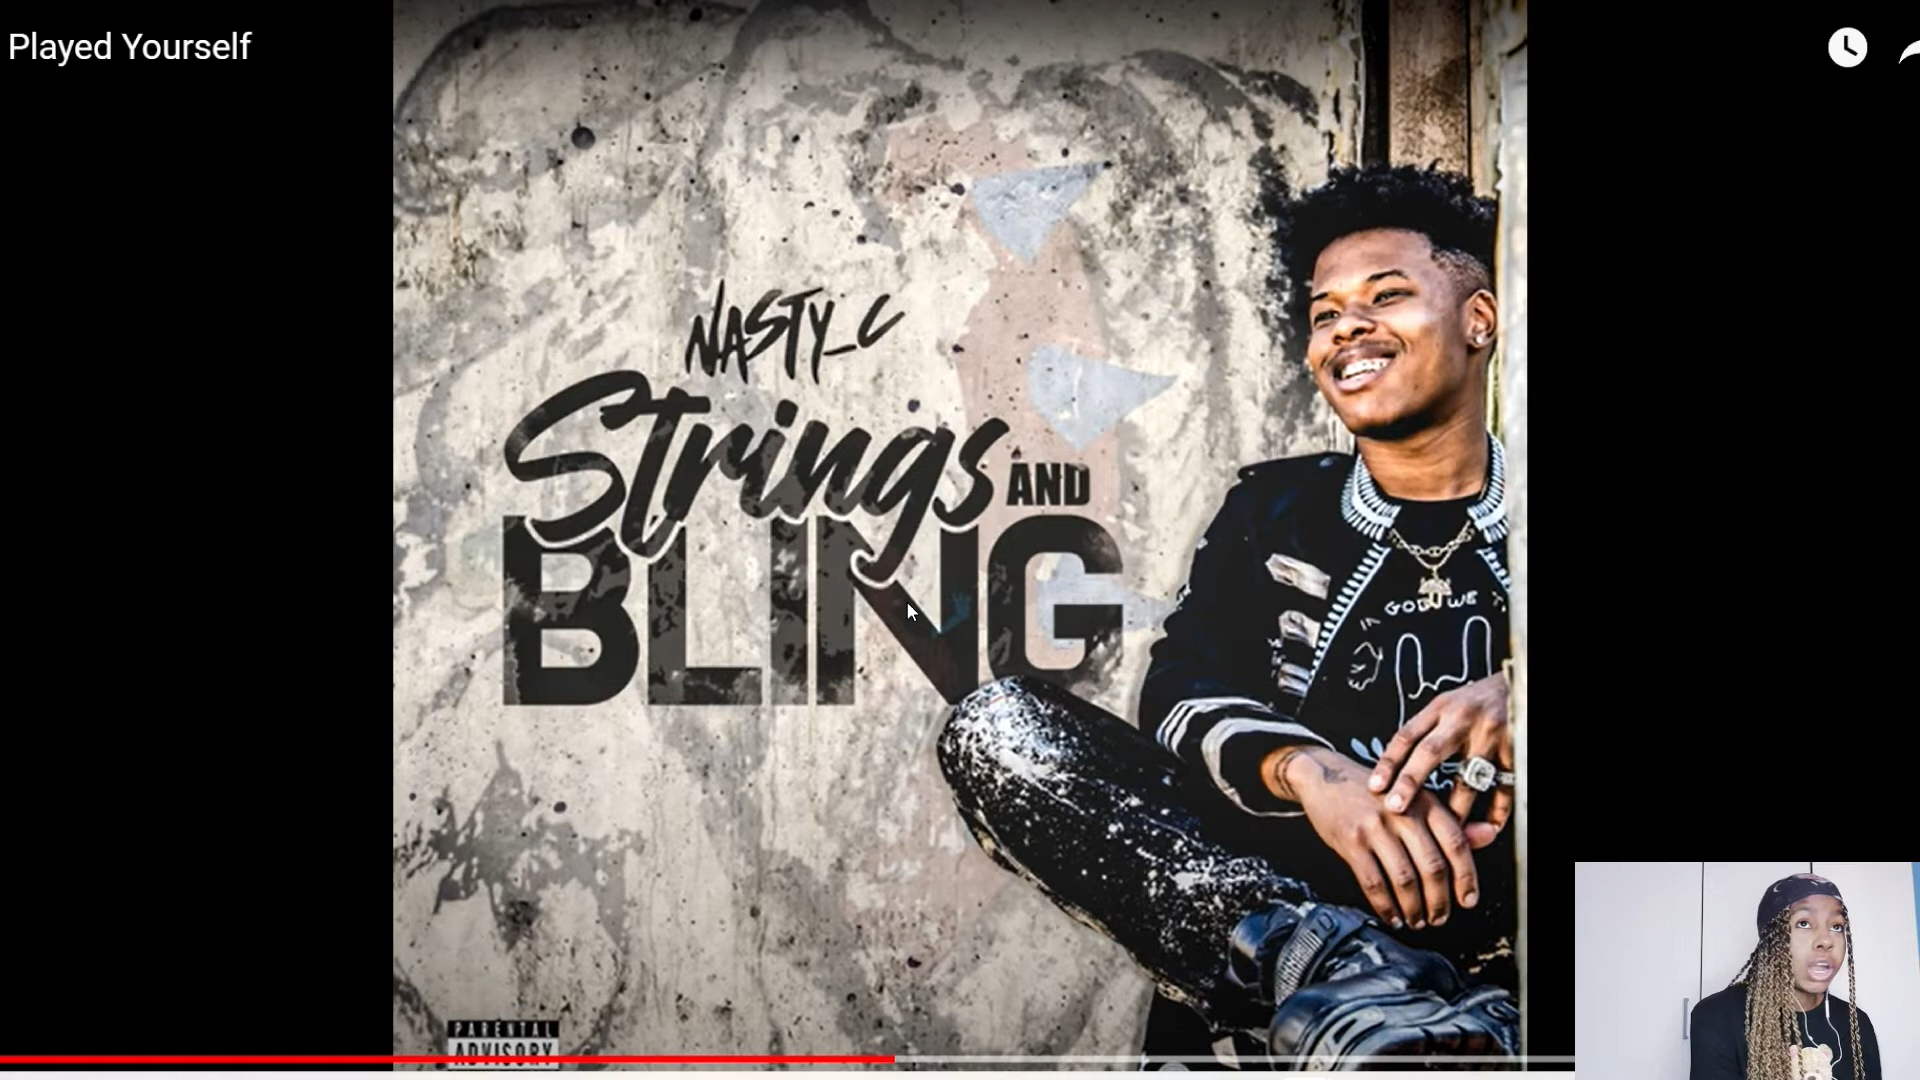 Played Yourself
NASTY_C
Strings AND
BLING
GOD WE
IN
PARENTAL
ADVISORY